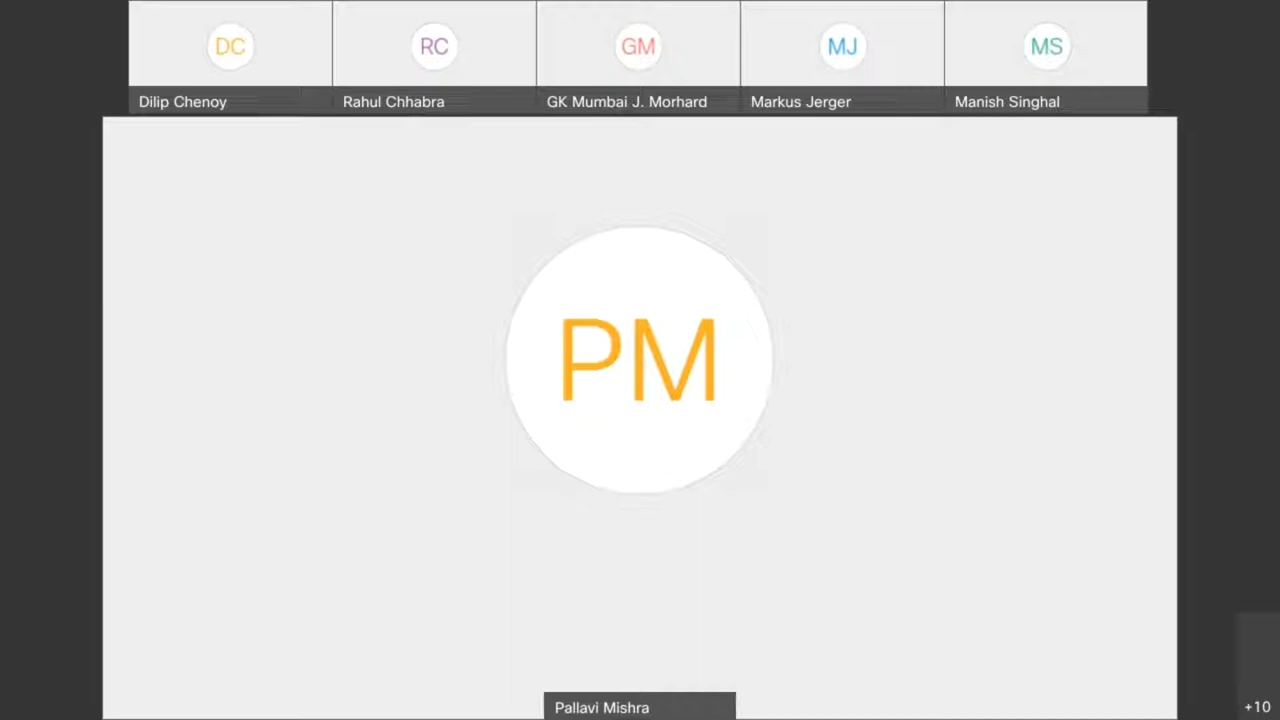 DC
RC
GM
MJ
MS
Dilip Chenoy
Rahul Chhabra
GK Mumbai J. Morhard
Markus Jerger
Manish Singhal
PM
Pallavi Mishra
+10